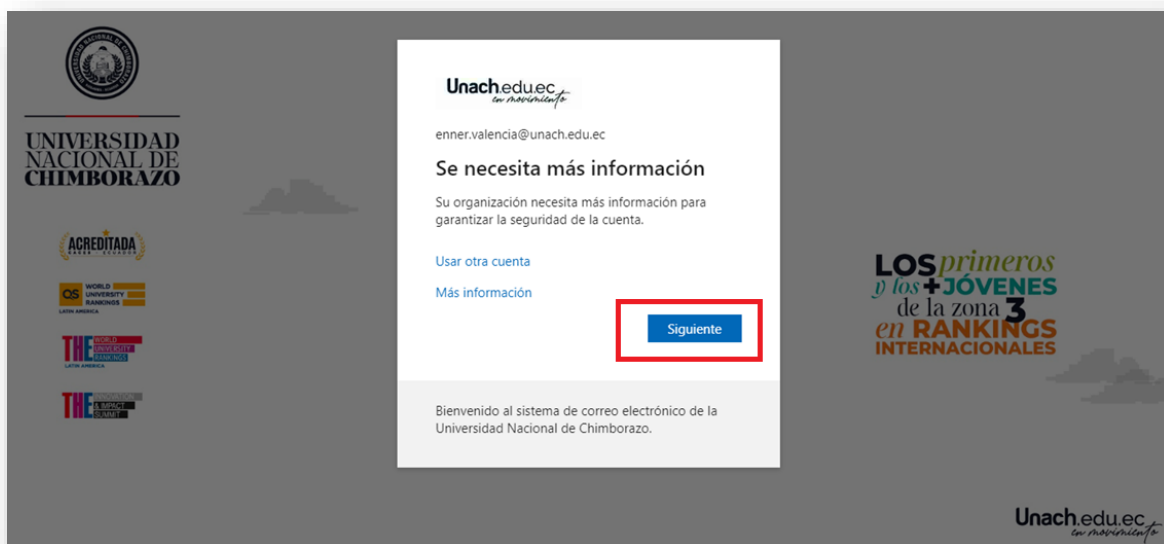 UNIVERSIDAD
NACIONAL DE
CHIMBORAZO
ACREDITADA
QS WORLD
UNIVERSITY
RANKINGS
LATIN AMERICA
THE WORLD
UNIVERSITY
RANKINGS
LATIN AMERICA
THE INNOVATION
& IMPACT
SUMMIT
Unach.edu.ec
en movimiento
enner.valencia@unach.edu.ec
Se necesita más información
Su organización necesita más información para
garantizar la seguridad de la cuenta.
Usar otra cuenta
Más información
Siguiente
Bienvenido al sistema de correo electrónico de la
Universidad Nacional de Chimborazo.
LOS primeros
y los + JÓVENES
de la zona 3
en RANKINGS
INTERNACIONALES
Unach.edu.ec
en movimiento